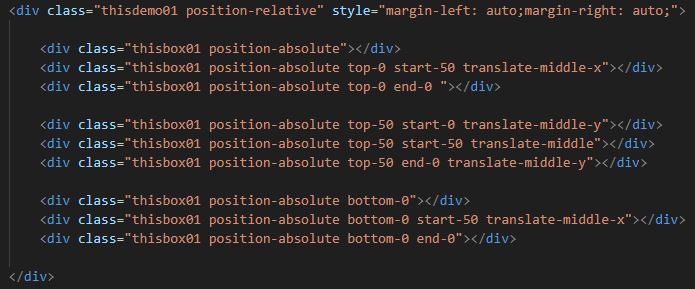 <div class="thisdemo01 position-relative" style="margin-left: auto;margin-right: auto;">
<div class="thisbox01 position-absolute"></div>
<div class="thisbox01 position-absolute top-0 start-50 translate-middle-x"></div>
<div class="thisbox01 position-absolute top-0 end-0 "></div>
<div class="thisbox01 position-absolute top-50 start-0 translate-middle-y"></div>
<div class="thisbox01 position-absolute top-50 start-50 translate-middle"></div>
<div class="thisbox01 position-absolute top-50 end-0 translate-middle-y"></div>
<div class="thisbox01 position-absolute bottom-0"></div>
<div class="thisbox01 position-absolute bottom-0 start-50 translate-middle-x"></div>
<div class="thisbox01 position-absolute bottom-0 end-0"></div>
</div>